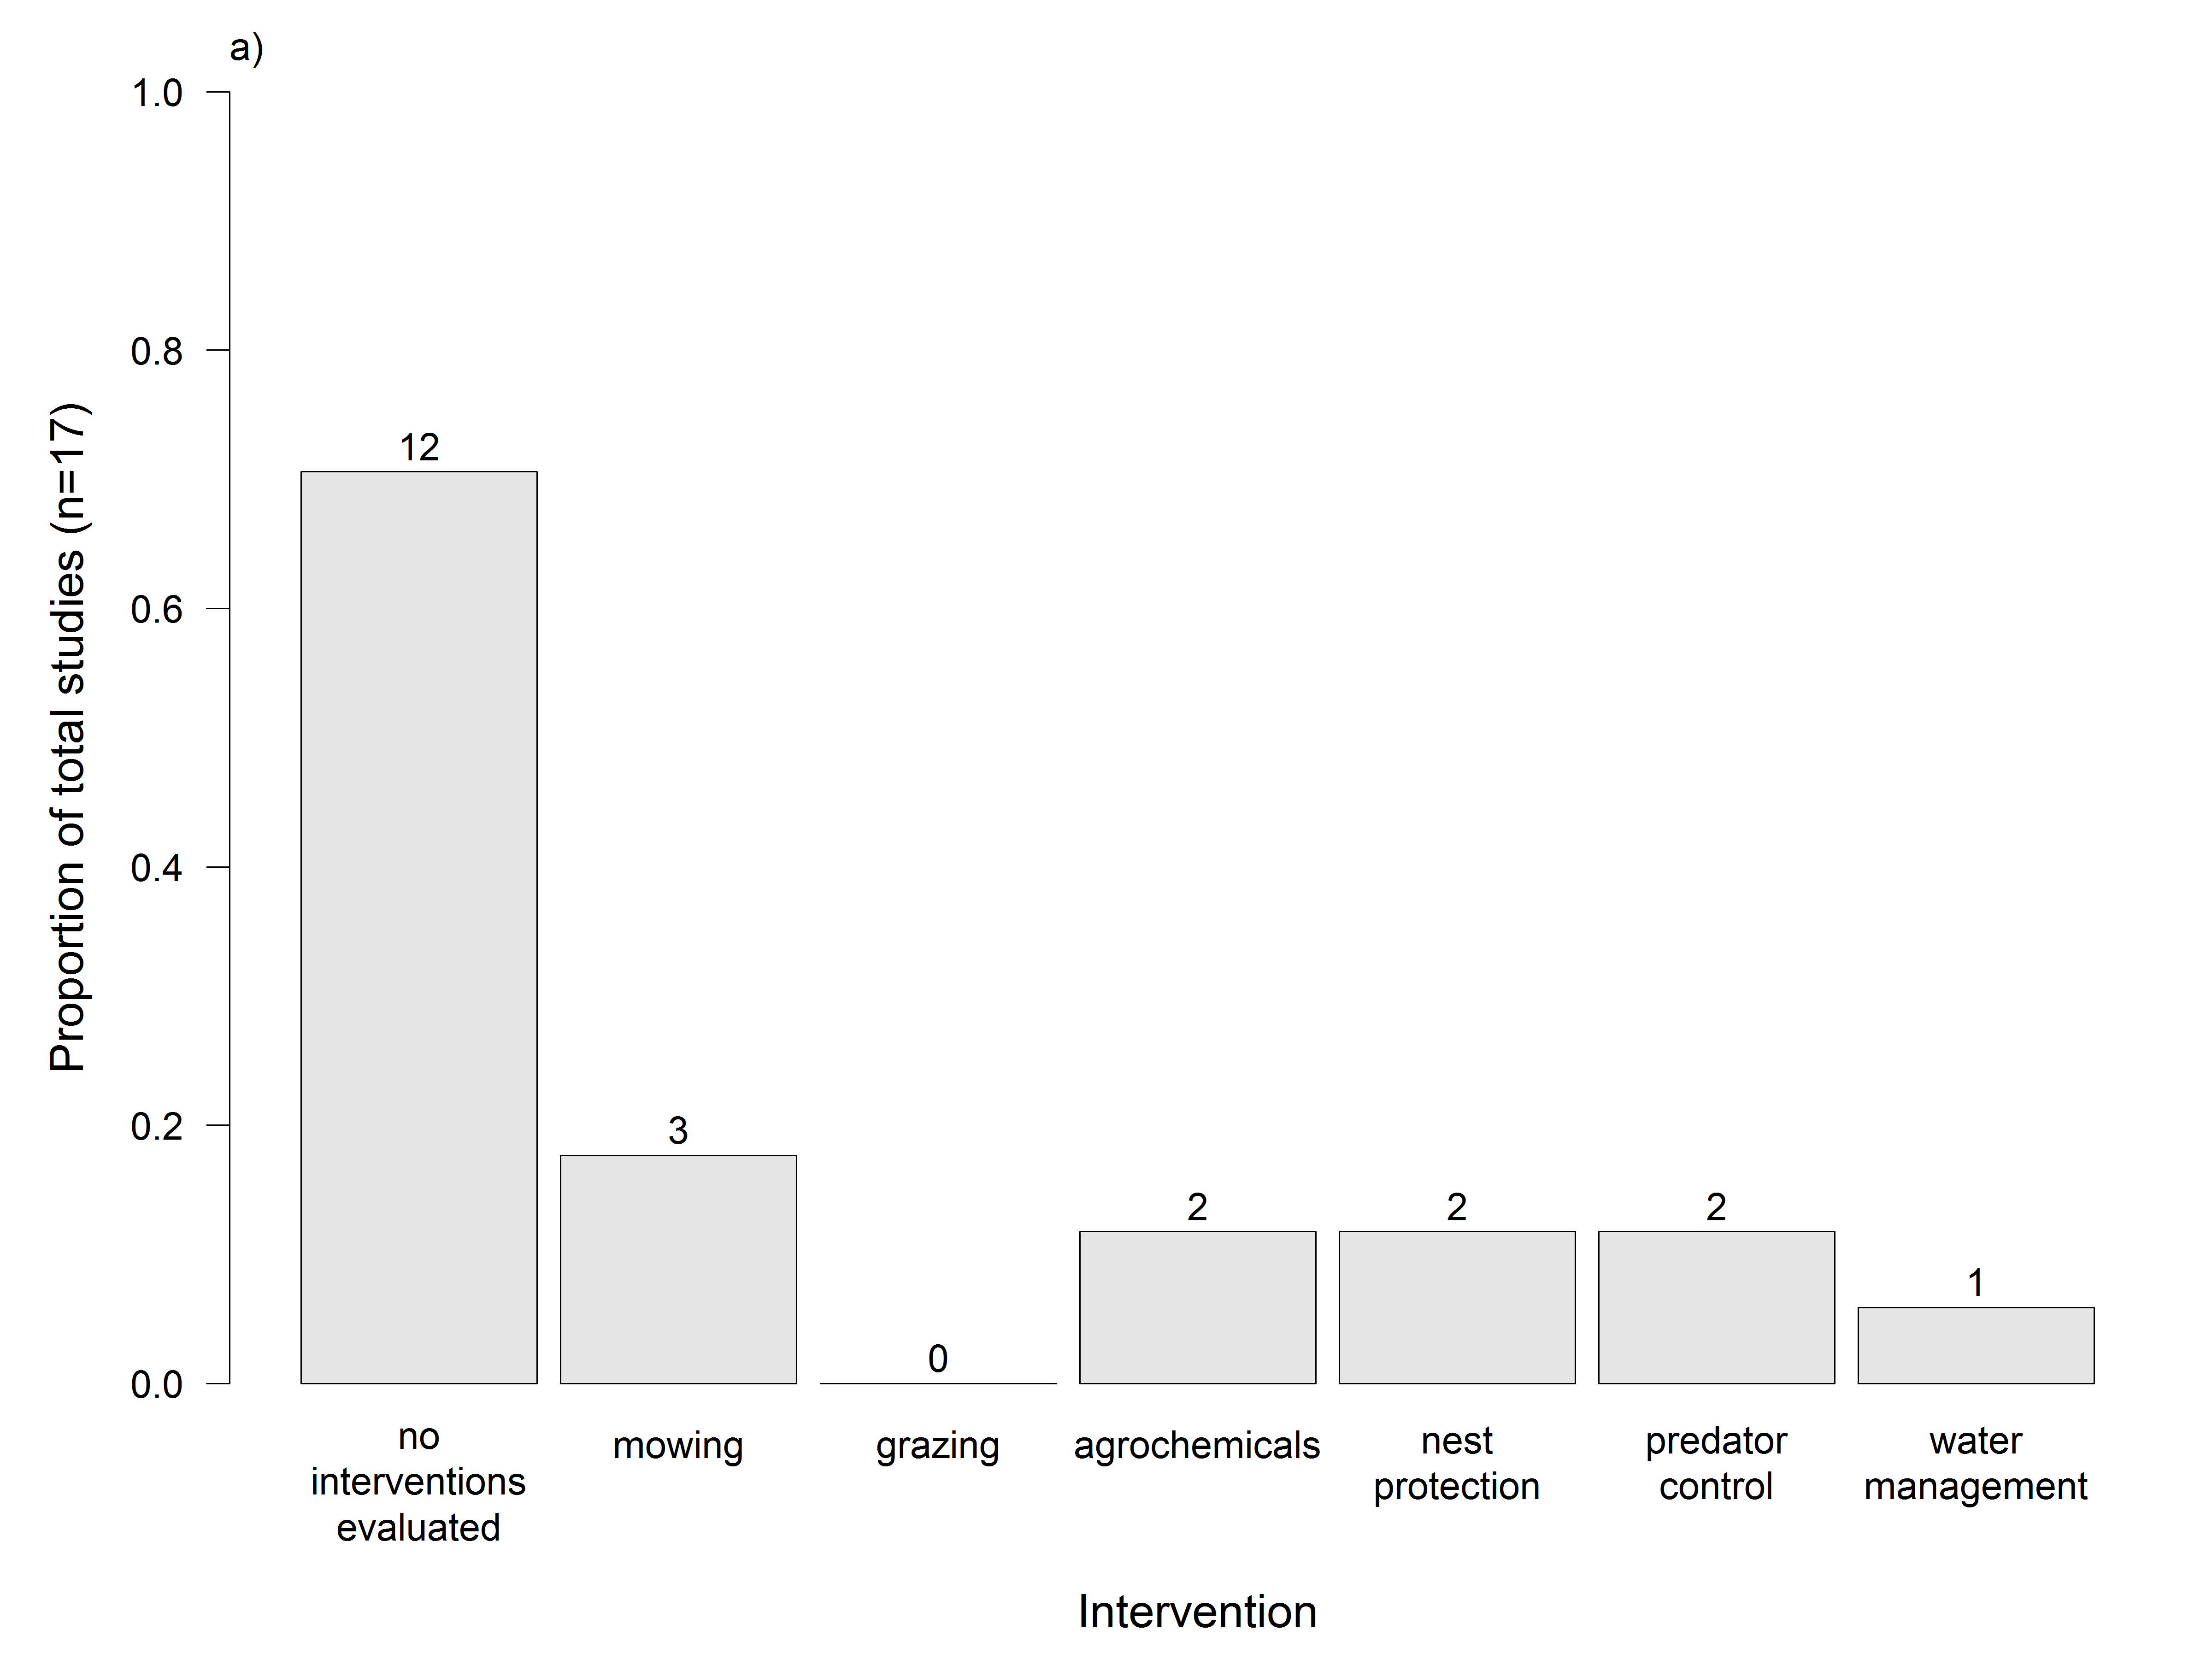 a)
Proportion of total studies (n=17)
1.0
0.8
0.6
0.4
0.2
0.0
12
3
0
2
2
2
1
no
interventions
evaluated
mowing
grazing
agrochemicals
nest
protection
predator
control
water
management
Intervention